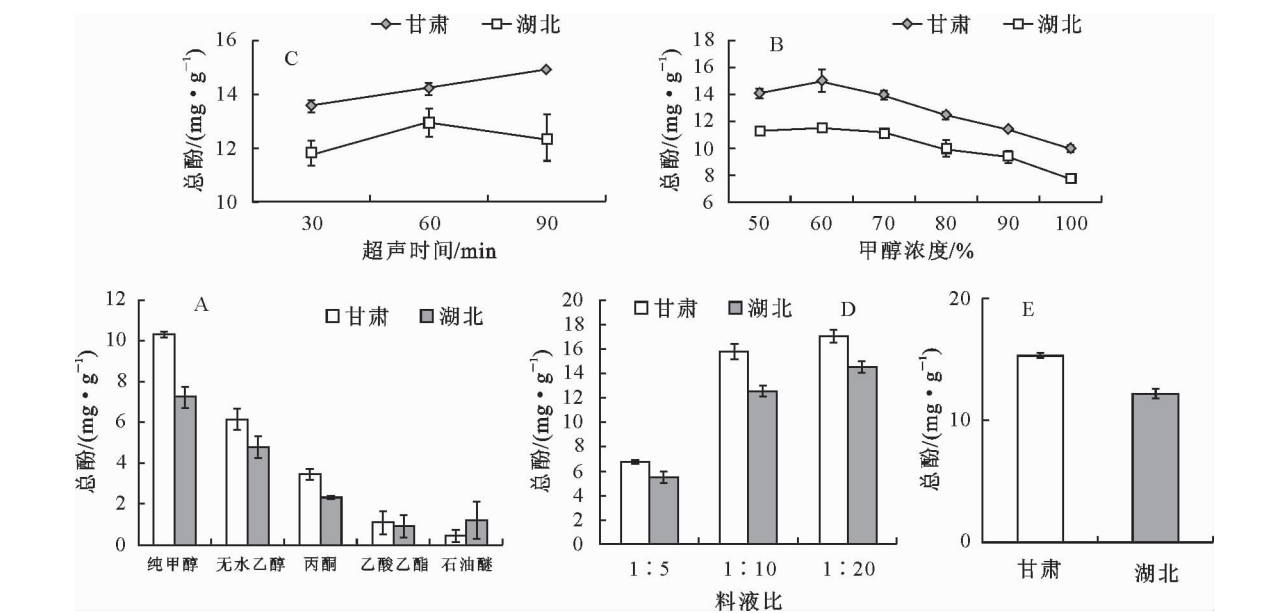 甘肃 湖北
C
总酚/(mg·g⁻¹)
16
14
12
10
30 60 90
超声时间/min
甘肃 湖北
B
总酚/(mg·g⁻¹)
18
16
14
12
10
8
6
50 60 70 80 90 100
甲醇浓度/%
A
甘肃 湖北
总酚/(mg·g⁻¹)
12
10
8
6
4
2
0
纯甲醇 无水乙醇 丙酮 乙酸乙酯 石油醚
甘肃 湖北 D
总酚/(mg·g⁻¹)
20
18
16
14
12
10
8
6
4
2
0
1∶5 1∶10 1∶20
料液比
E
总酚/(mg·g⁻¹)
20
10
0
甘肃 湖北